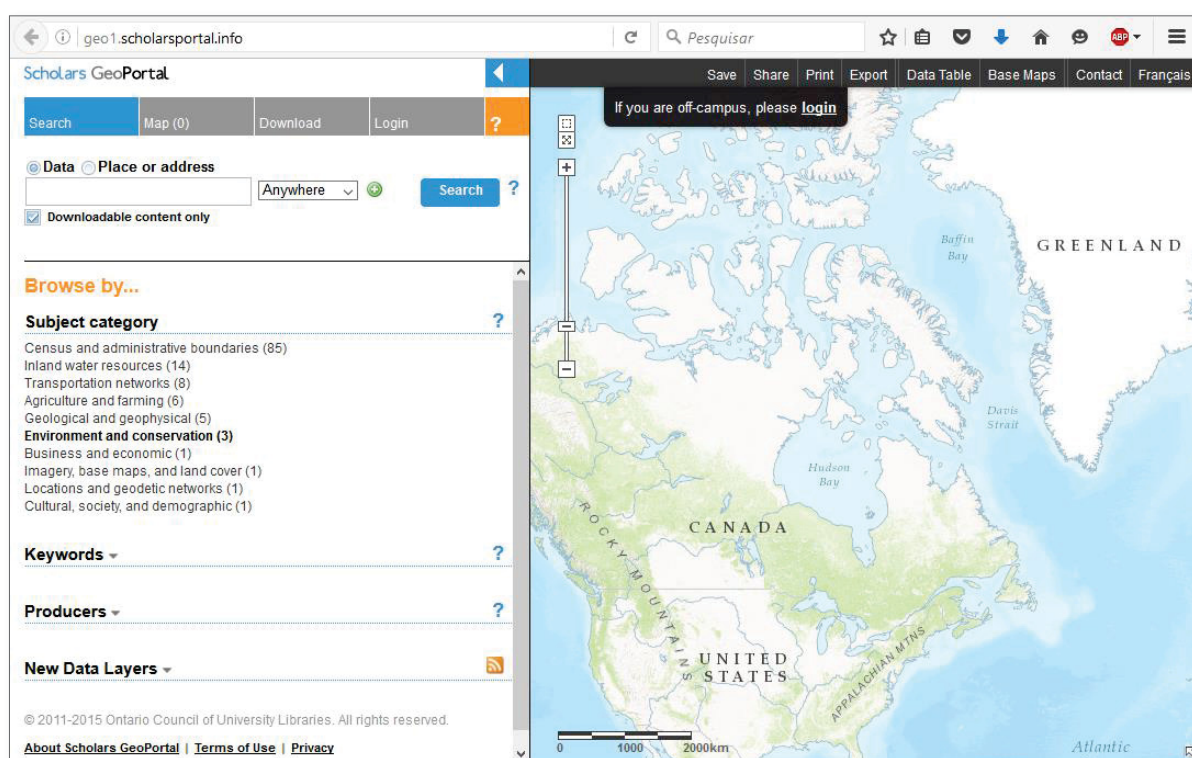 geo1.scholarsportal.info
Pesquisar
ABP
Scholars GeoPortal
Search
Map (0)
Download
Login
?
Data
Place or address
Anywhere
Search
?
Downloadable content only
Browse by...
Subject category
?
Census and administrative boundaries (85)
Inland water resources (14)
Transportation networks (8)
Agriculture and farming (6)
Geological and geophysical (5)
Environment and conservation (3)
Business and economic (1)
Imagery, base maps, and land cover (1)
Locations and geodetic networks (1)
Cultural, society, and demographic (1)
Keywords
?
Producers
?
New Data Layers
© 2011-2015 Ontario Council of University Libraries. All rights reserved.
About Scholars GeoPortal | Terms of Use | Privacy
Save
Share
Print
Export
Data Table
Base Maps
Contact
Français
If you are off-campus, please login
Baffin
Bay
GREENLAND
Davis
Strait
Hudson
Bay
CANADA
ROCKY MOUNTAINS
UNITED
STATES
APPALACHIAN MTNS
0 1000 2000km
Atlantic